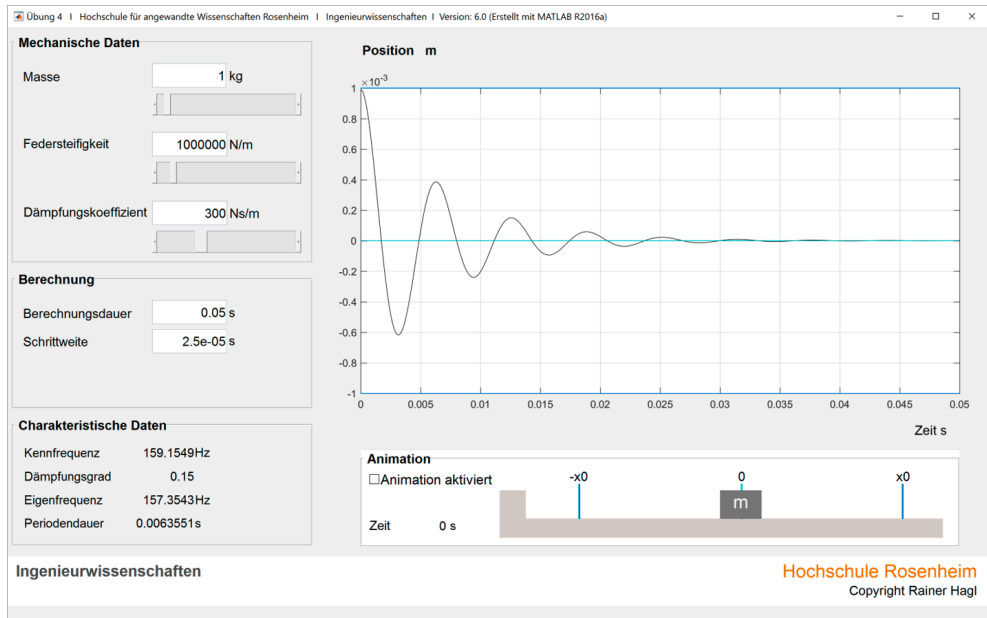 Übung 4 I Hochschule für angewandte Wissenschaften Rosenheim I Ingenieurwissenschaften I Version: 6.0 (Erstellt mit MATLAB R2016a)
Mechanische Daten
Masse 1 kg
Federsteifigkeit 1000000 N/m
Dämpfungskoeffizient 300 Ns/m
Berechnung
Berechnungsdauer 0.05 s
Schrittweite 2.5e-05 s
Charakteristische Daten
Kennfrequenz 159.1549Hz
Dämpfungsgrad 0.15
Eigenfrequenz 157.3543Hz
Periodendauer 0.0063551s
Position m
×10⁻³
1
0.8
0.6
0.4
0.2
0
-0.2
-0.4
-0.6
-0.8
-1
0 0.005 0.01 0.015 0.02 0.025 0.03 0.035 0.04 0.045 0.05
Zeit s
Animation
Animation aktiviert
-x0 0 x0
m
Zeit 0 s
Ingenieurwissenschaften
Hochschule Rosenheim
Copyright Rainer Hagl